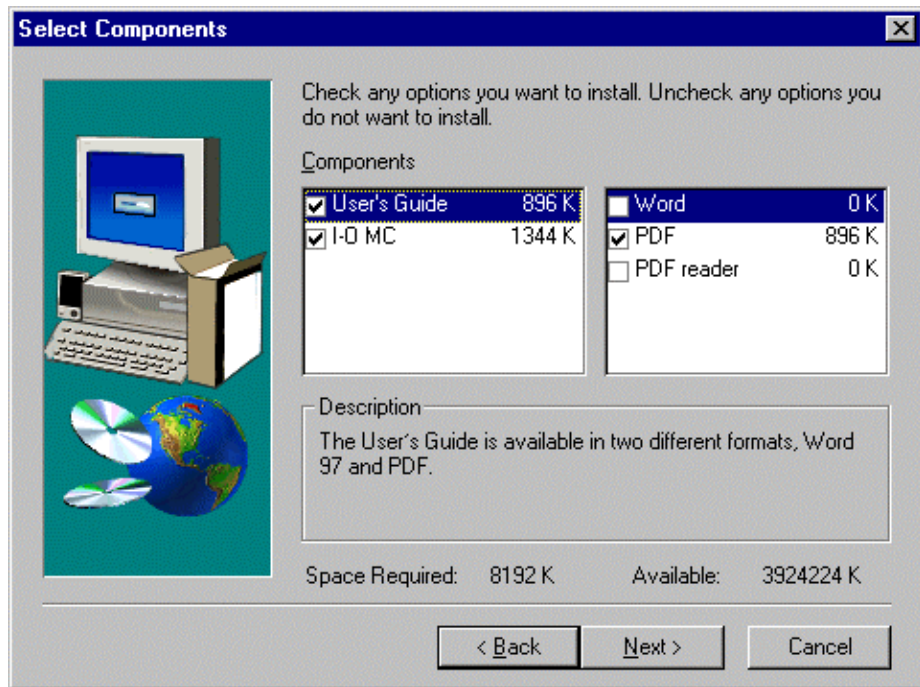 Select Components
Check any options you want to install. Uncheck any options you
do not want to install.
Components
User's Guide 896 K
I-O MC 1344 K
Word 0 K
PDF 896 K
PDF reader 0 K
Description
The User's Guide is available in two different formats, Word
97 and PDF.
Space Required: 8192 K Available: 3924224 K
< Back Next > Cancel